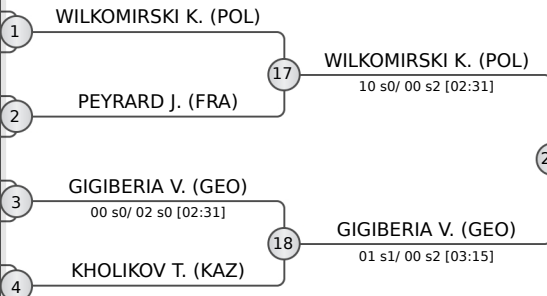 WILKOMIRSKI K. (POL)
1
WILKOMIRSKI K. (POL)
17
10 s0/ 00 s2 [02:31]
PEYRARD J. (FRA)
2
GIGIBERIA V. (GEO)
3
00 s0/ 02 s0 [02:31]
GIGIBERIA V. (GEO)
18
01 s1/ 00 s2 [03:15]
KHOLIKOV T. (KAZ)
4